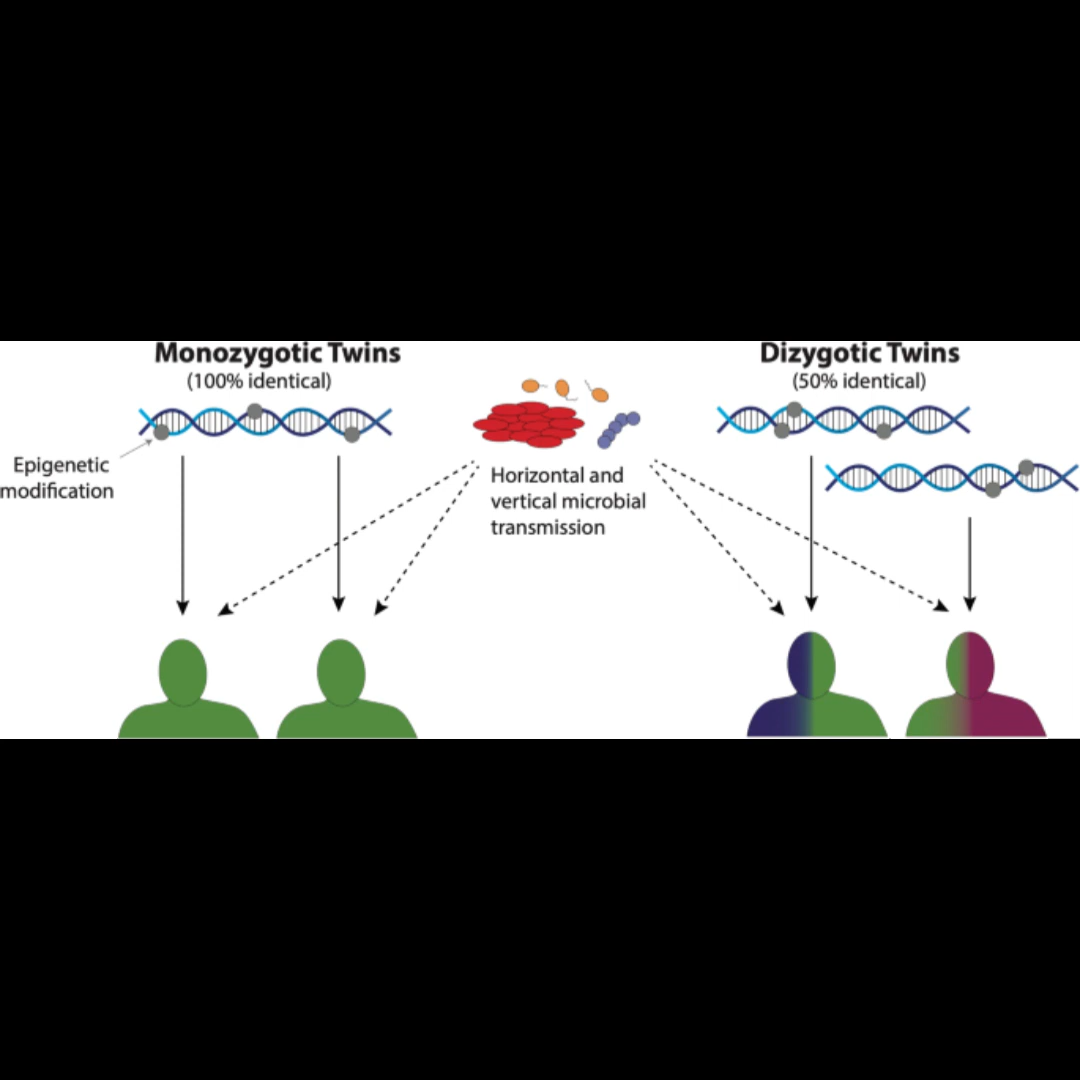 Monozygotic Twins
(100% identical)
Epigenetic
modification
Horizontal and
vertical microbial
transmission
Dizygotic Twins
(50% identical)